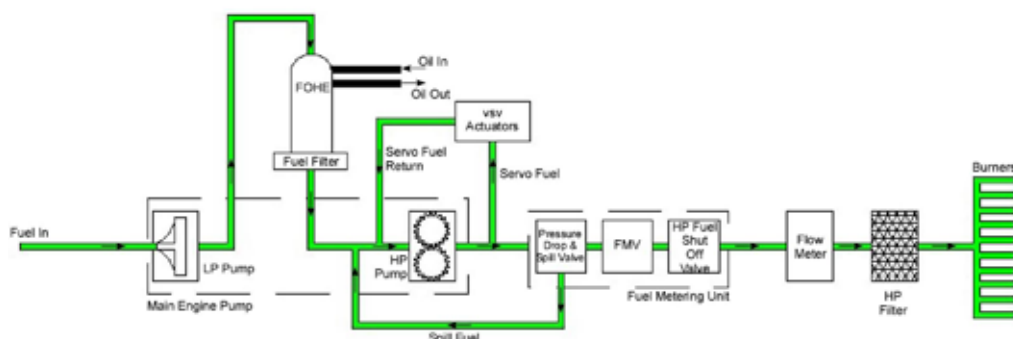 Oil In
FOHE
Oil Out
vsv
Actuators
Fuel Filter
Servo Fuel
Return
Servo Fuel
Burners
Fuel In
LP Pump
HP
Pump
Pressure
Drop &
Spill Valve
FMV
HP Fuel
Shut
Off
Valve
Flow
Meter
Main Engine Pump
Fuel Metering Unit
HP
Filter
Spill Fuel